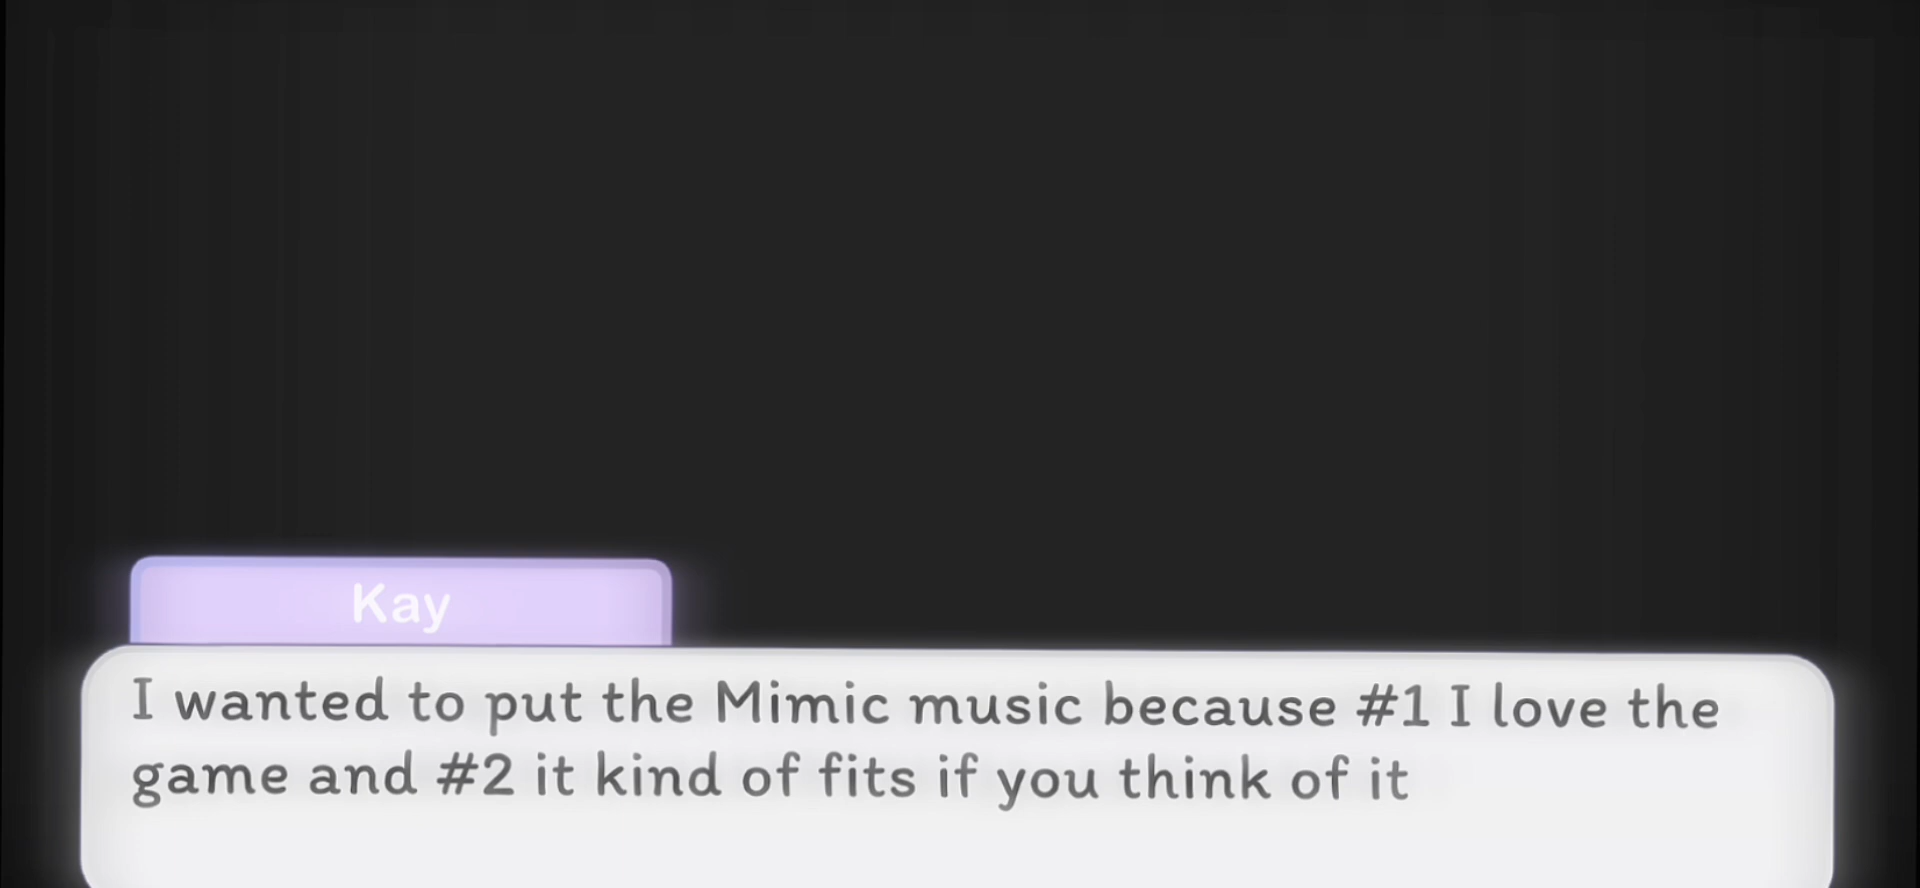 Kay
I wanted to put the Mimic music because #1 I love the
game and #2 it kind of fits if you think of it